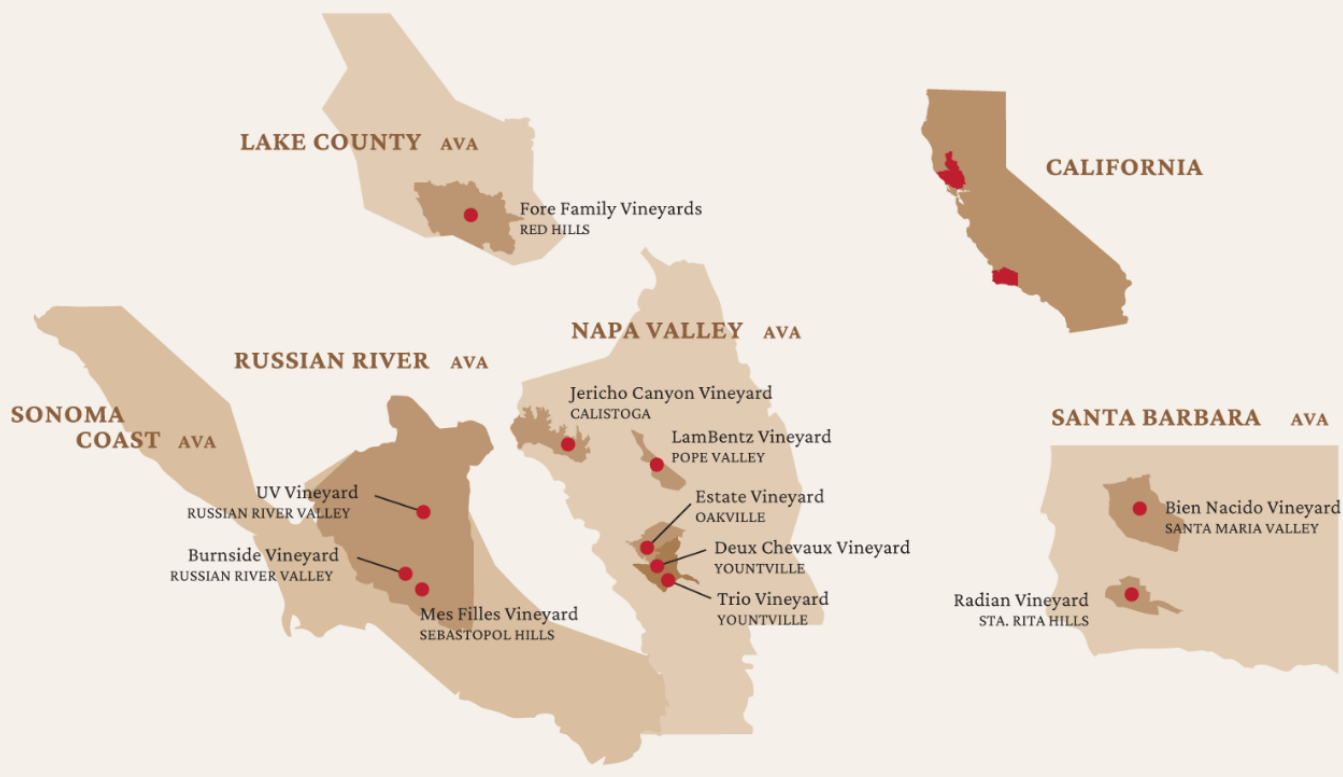 LAKE COUNTY AVA
Fore Family Vineyards
RED HILLS
CALIFORNIA
NAPA VALLEY AVA
RUSSIAN RIVER AVA
SONOMA
COAST AVA
Jericho Canyon Vineyard
CALISTOGA
LamBentz Vineyard
POPE VALLEY
Estate Vineyard
OAKVILLE
Deux Chevaux Vineyard
YOUNTVILLE
Trio Vineyard
YOUNTVILLE
UV Vineyard
RUSSIAN RIVER VALLEY
Burnside Vineyard
RUSSIAN RIVER VALLEY
Mes Filles Vineyard
SEBASTOPOL HILLS
SANTA BARBARA AVA
Bien Nacido Vineyard
SANTA MARIA VALLEY
Radian Vineyard
STA. RITA HILLS